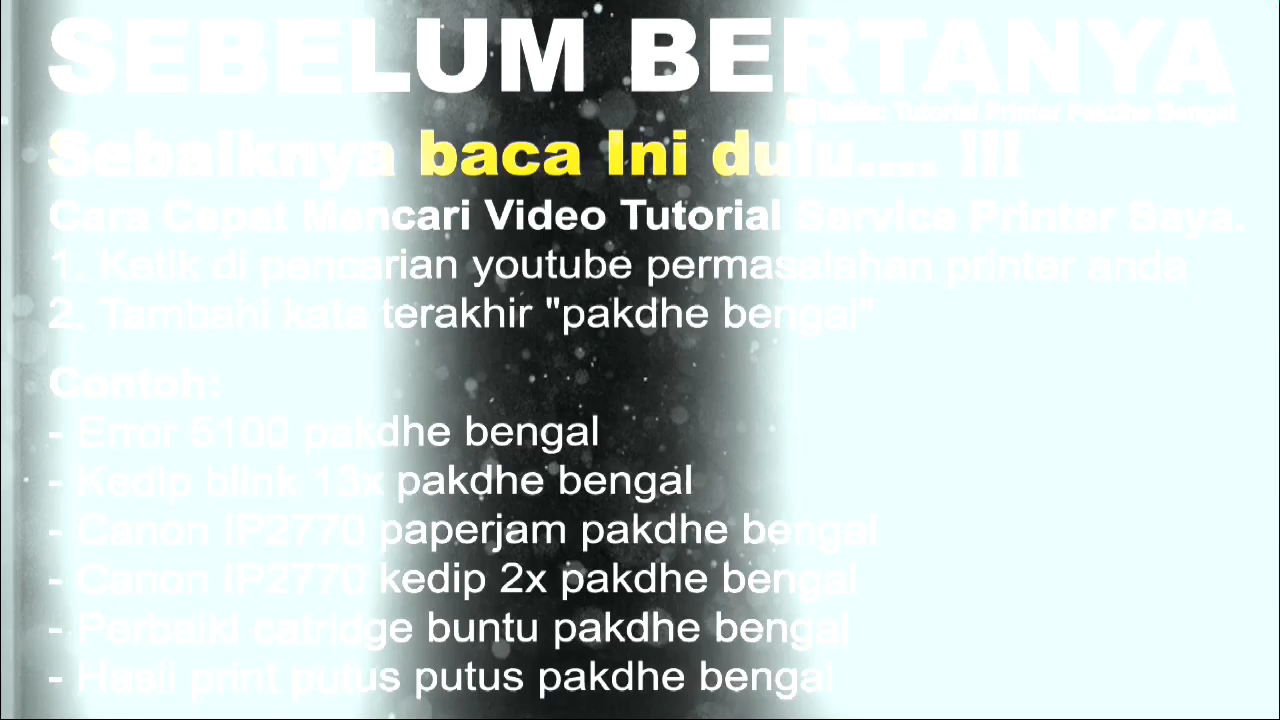 SEBELUM BERTANYA
Tutorial Printer Pakdhe Bengal
Sebaiknya baca Ini dulu.... !!!
Cara Cepat Mencari Video Tutorial Service Printer Saya.
1. Ketik di pencarian youtube permasalahan printer anda
2. Tambahi kata terakhir "pakdhe bengal"
Contoh:
- Error 5100 pakdhe bengal
- Kedip blink 13x pakdhe bengal
- Canon IP2770 paperjam pakdhe bengal
- Canon IP2770 kedip 2x pakdhe bengal
- Perbaiki catridge buntu pakdhe bengal
- Hasil print putus putus pakdhe bengal